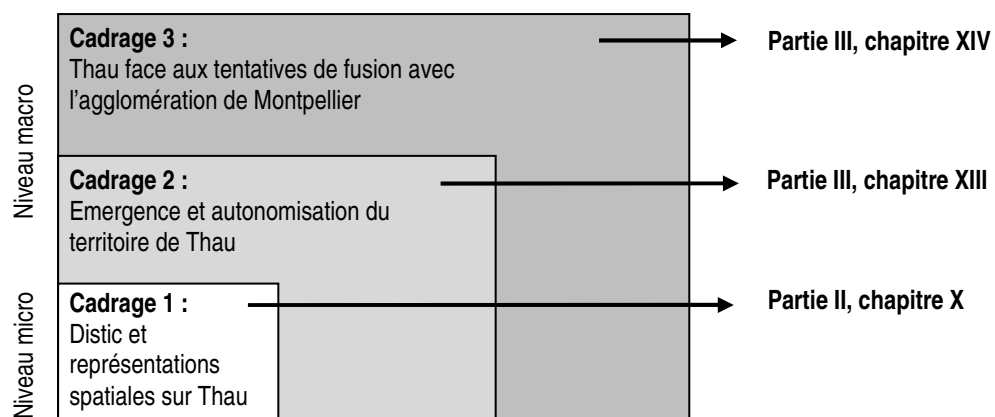 Cadrage 3 :
Thau face aux tentatives de fusion avec
l'agglomération de Montpellier
Partie III, chapitre XIV
Niveau macro
Cadrage 2 :
Emergence et autonomisation du
territoire de Thau
Partie III, chapitre XIII
Cadrage 1 :
Distic et
représentations
spatiales sur Thau
Partie II, chapitre X
Niveau micro